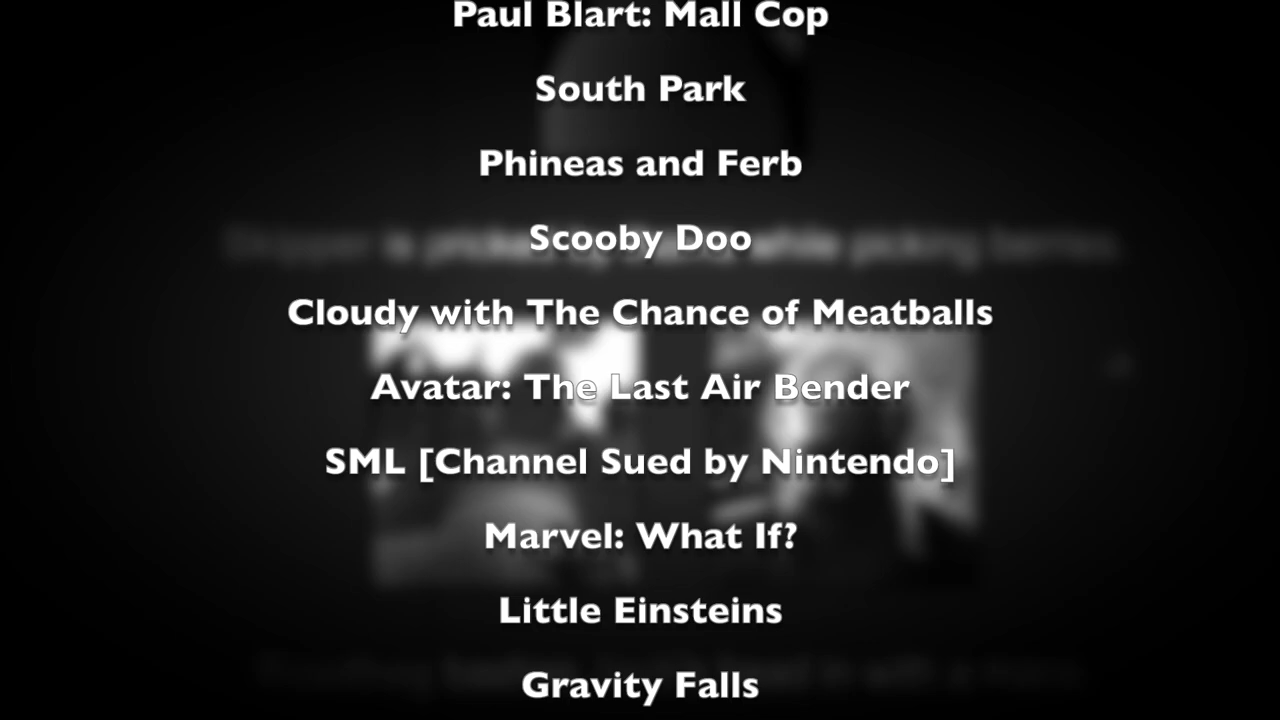 Paul Blart: Mall Cop
South Park
Phineas and Ferb
Scooby Doo
Cloudy with The Chance of Meatballs
Avatar: The Last Air Bender
SML [Channel Sued by Nintendo]
Marvel: What If?
Little Einsteins
Gravity Falls